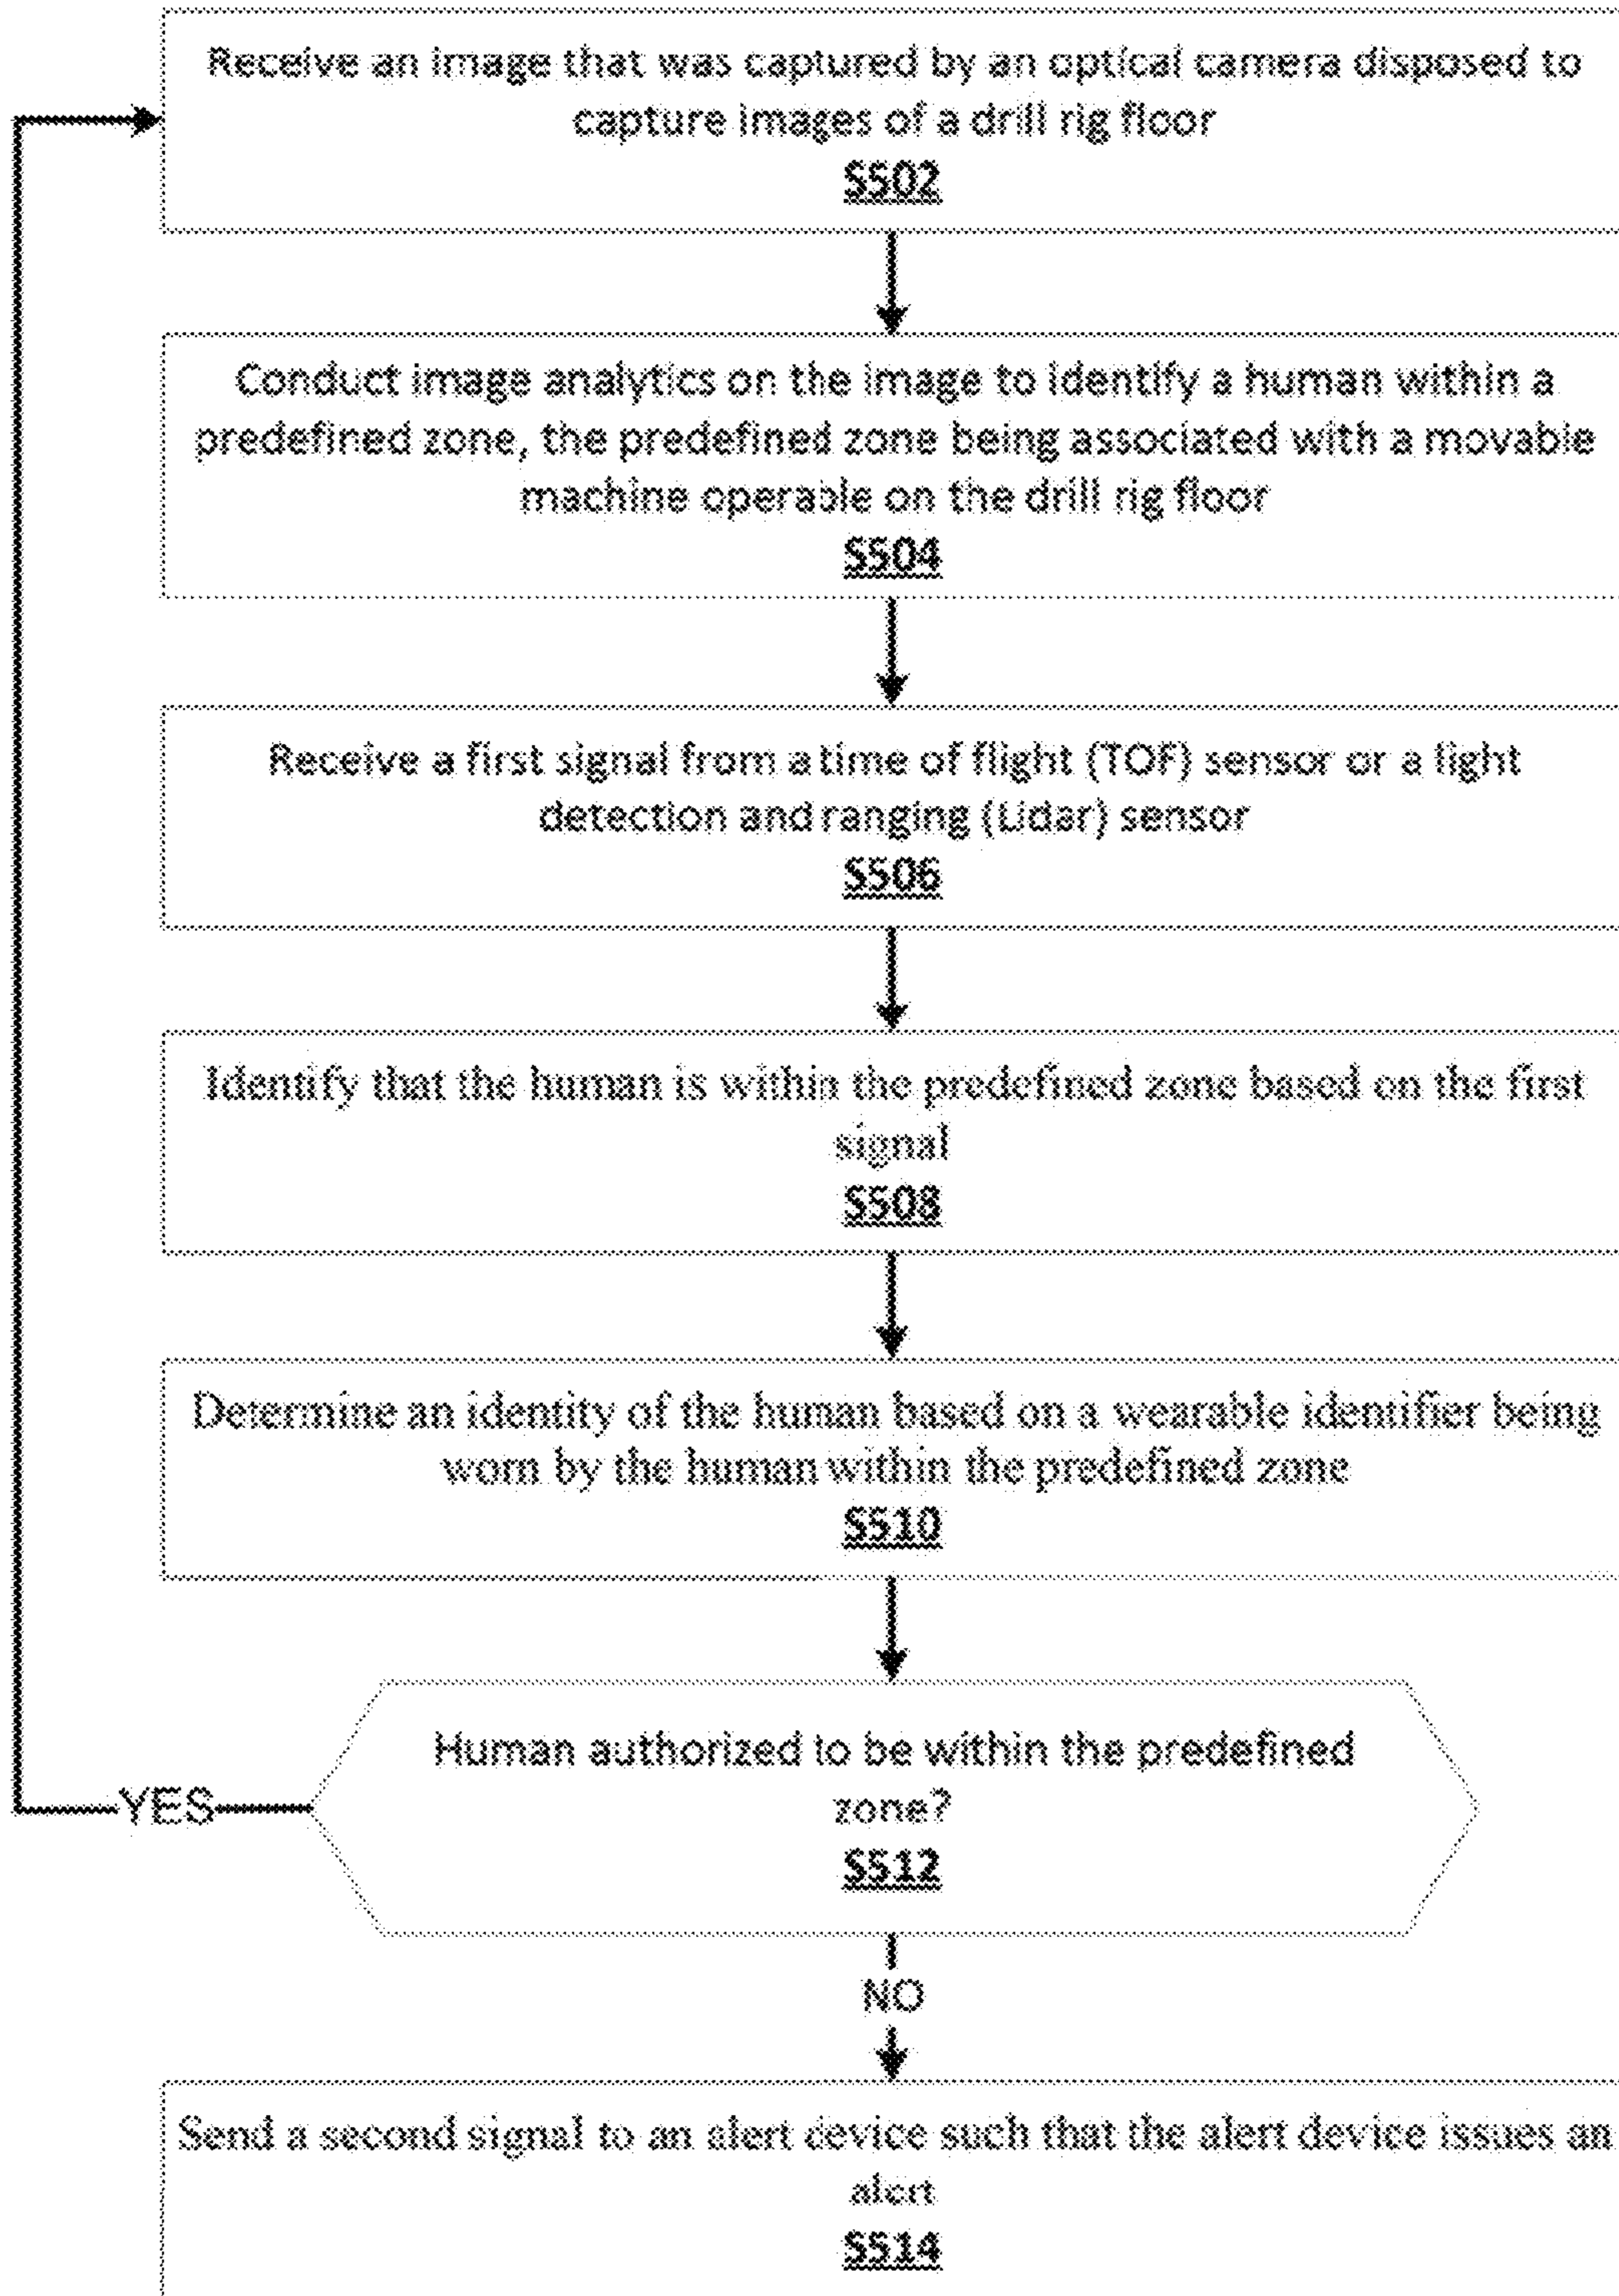 Receive an image that was captured by an optical camera disposed to
capture images of a drill rig floor
S502
Conduct image analytics on the image to identify a human within a
predefined zone, the predefined zone being associated with a movable
machine operable on the drill rig floor
S504
Receive a first signal from a time of flight (TOF) sensor or a light
detection and ranging (Lidar) sensor
S506
Identify that the human is within the predefined zone based on the first
signal
S508
Determine an identity of the human based on a wearable identifier being
worn by the human within the predefined zone
S510
Human authorized to be within the predefined
zone?
S512
YES
NO
Send a second signal to an alert device such that the alert device issues an
alert
S514